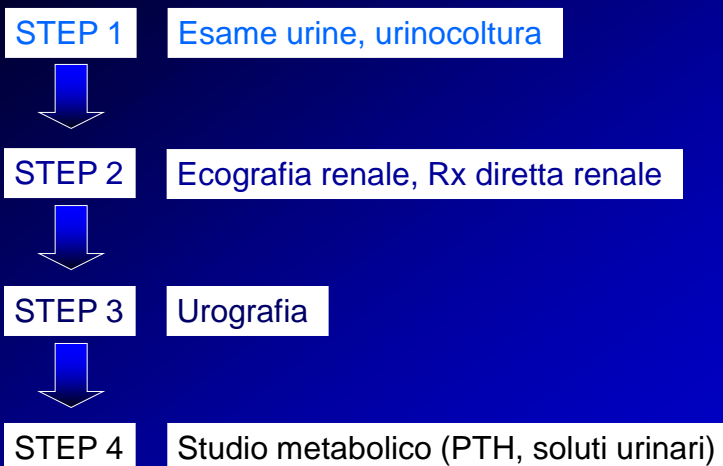 STEP 1 Esame urine, urinocoltura
STEP 2 Ecografia renale, Rx diretta renale
STEP 3 Urografia
STEP 4 Studio metabolico (PTH, soluti urinari)